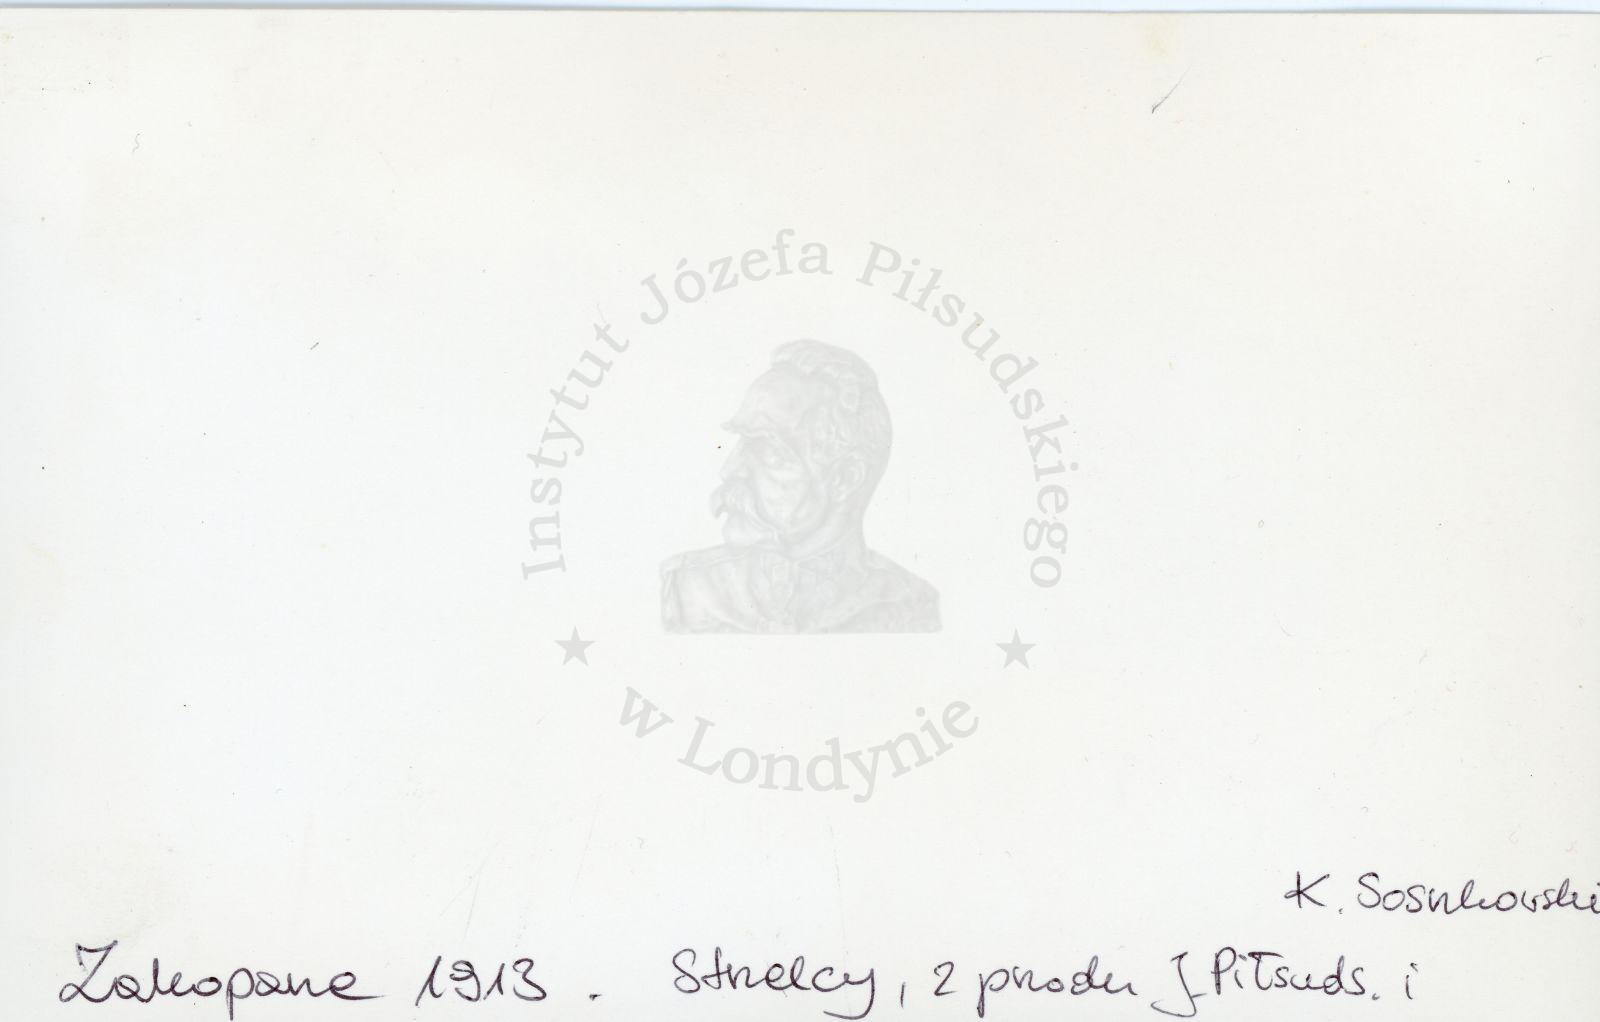 Instytut Józefa Piłsudskiego
w Londynie
K. Sosnkowski
Zakopane 1913. Strzelcy, z przodu J. Piłsuds. i